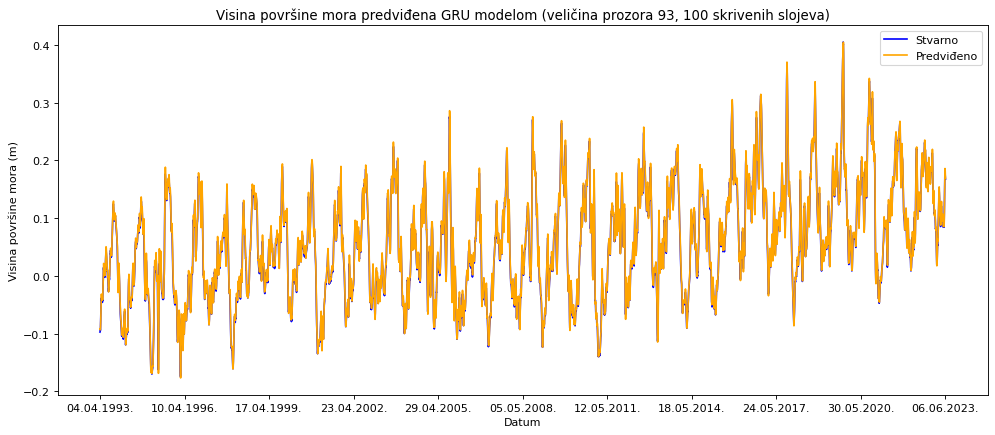 Visina površine mora predviđena GRU modelom (veličina prozora 93, 100 skrivenih slojeva)
Stvarno
Predviđeno
Visina površine mora (m)
0.4
0.3
0.2
0.1
0.0
−0.1
−0.2
04.04.1993. 10.04.1996. 17.04.1999. 23.04.2002. 29.04.2005. 05.05.2008. 12.05.2011. 18.05.2014. 24.05.2017. 30.05.2020. 06.06.2023.
Datum